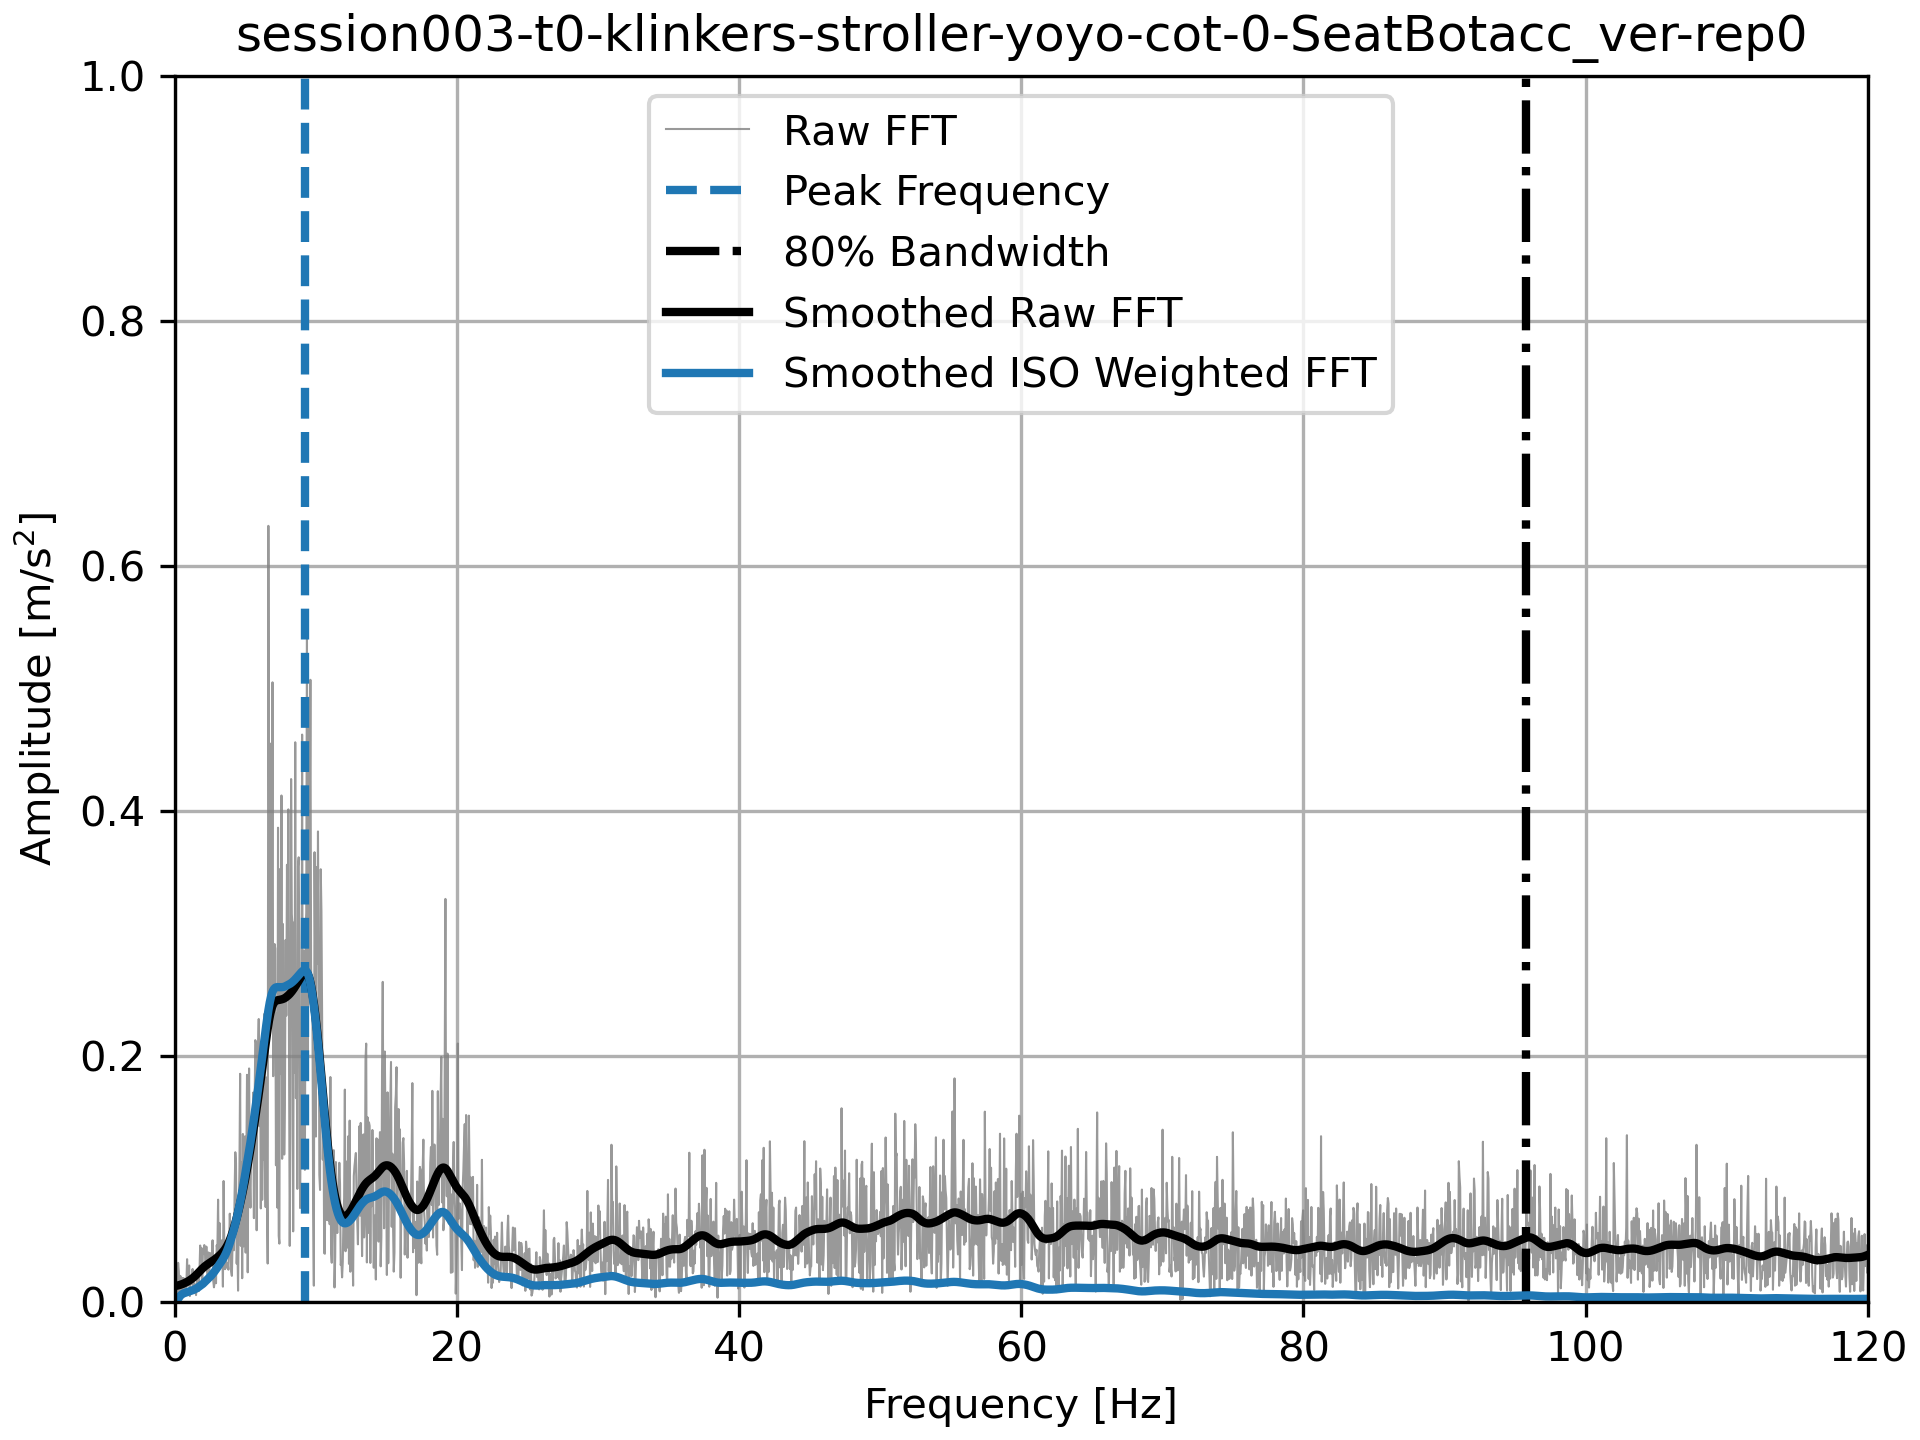 session003-t0-klinkers-stroller-yoyo-cot-0-SeatBotacc_ver-rep0
1.0
0.8
0.6
0.4
0.2
0.0
Amplitude [m/s²]
Raw FFT
Peak Frequency
80% Bandwidth
Smoothed Raw FFT
Smoothed ISO Weighted FFT
0 20 40 60 80 100 120
Frequency [Hz]